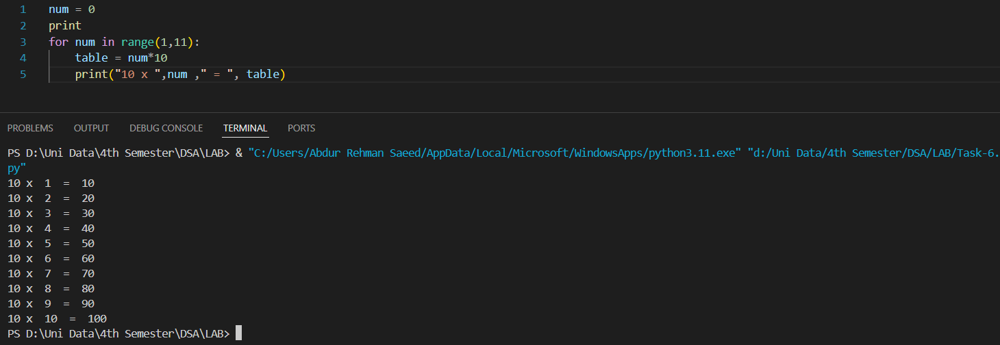 1 num = 0
2 print
3 for num in range(1,11):
4     table = num*10
5     print("10 x ",num ," = ", table)
PROBLEMS OUTPUT DEBUG CONSOLE TERMINAL PORTS
PS D:\Uni Data\4th Semester\DSA\LAB> & "C:/Users/Abdur Rehman Saeed/AppData/Local/Microsoft/WindowsApps/python3.11.exe" "d:/Uni Data/4th Semester/DSA/LAB/Task-6.
py"
10 x  1  =  10
10 x  2  =  20
10 x  3  =  30
10 x  4  =  40
10 x  5  =  50
10 x  6  =  60
10 x  7  =  70
10 x  8  =  80
10 x  9  =  90
10 x  10  =  100
PS D:\Uni Data\4th Semester\DSA\LAB>